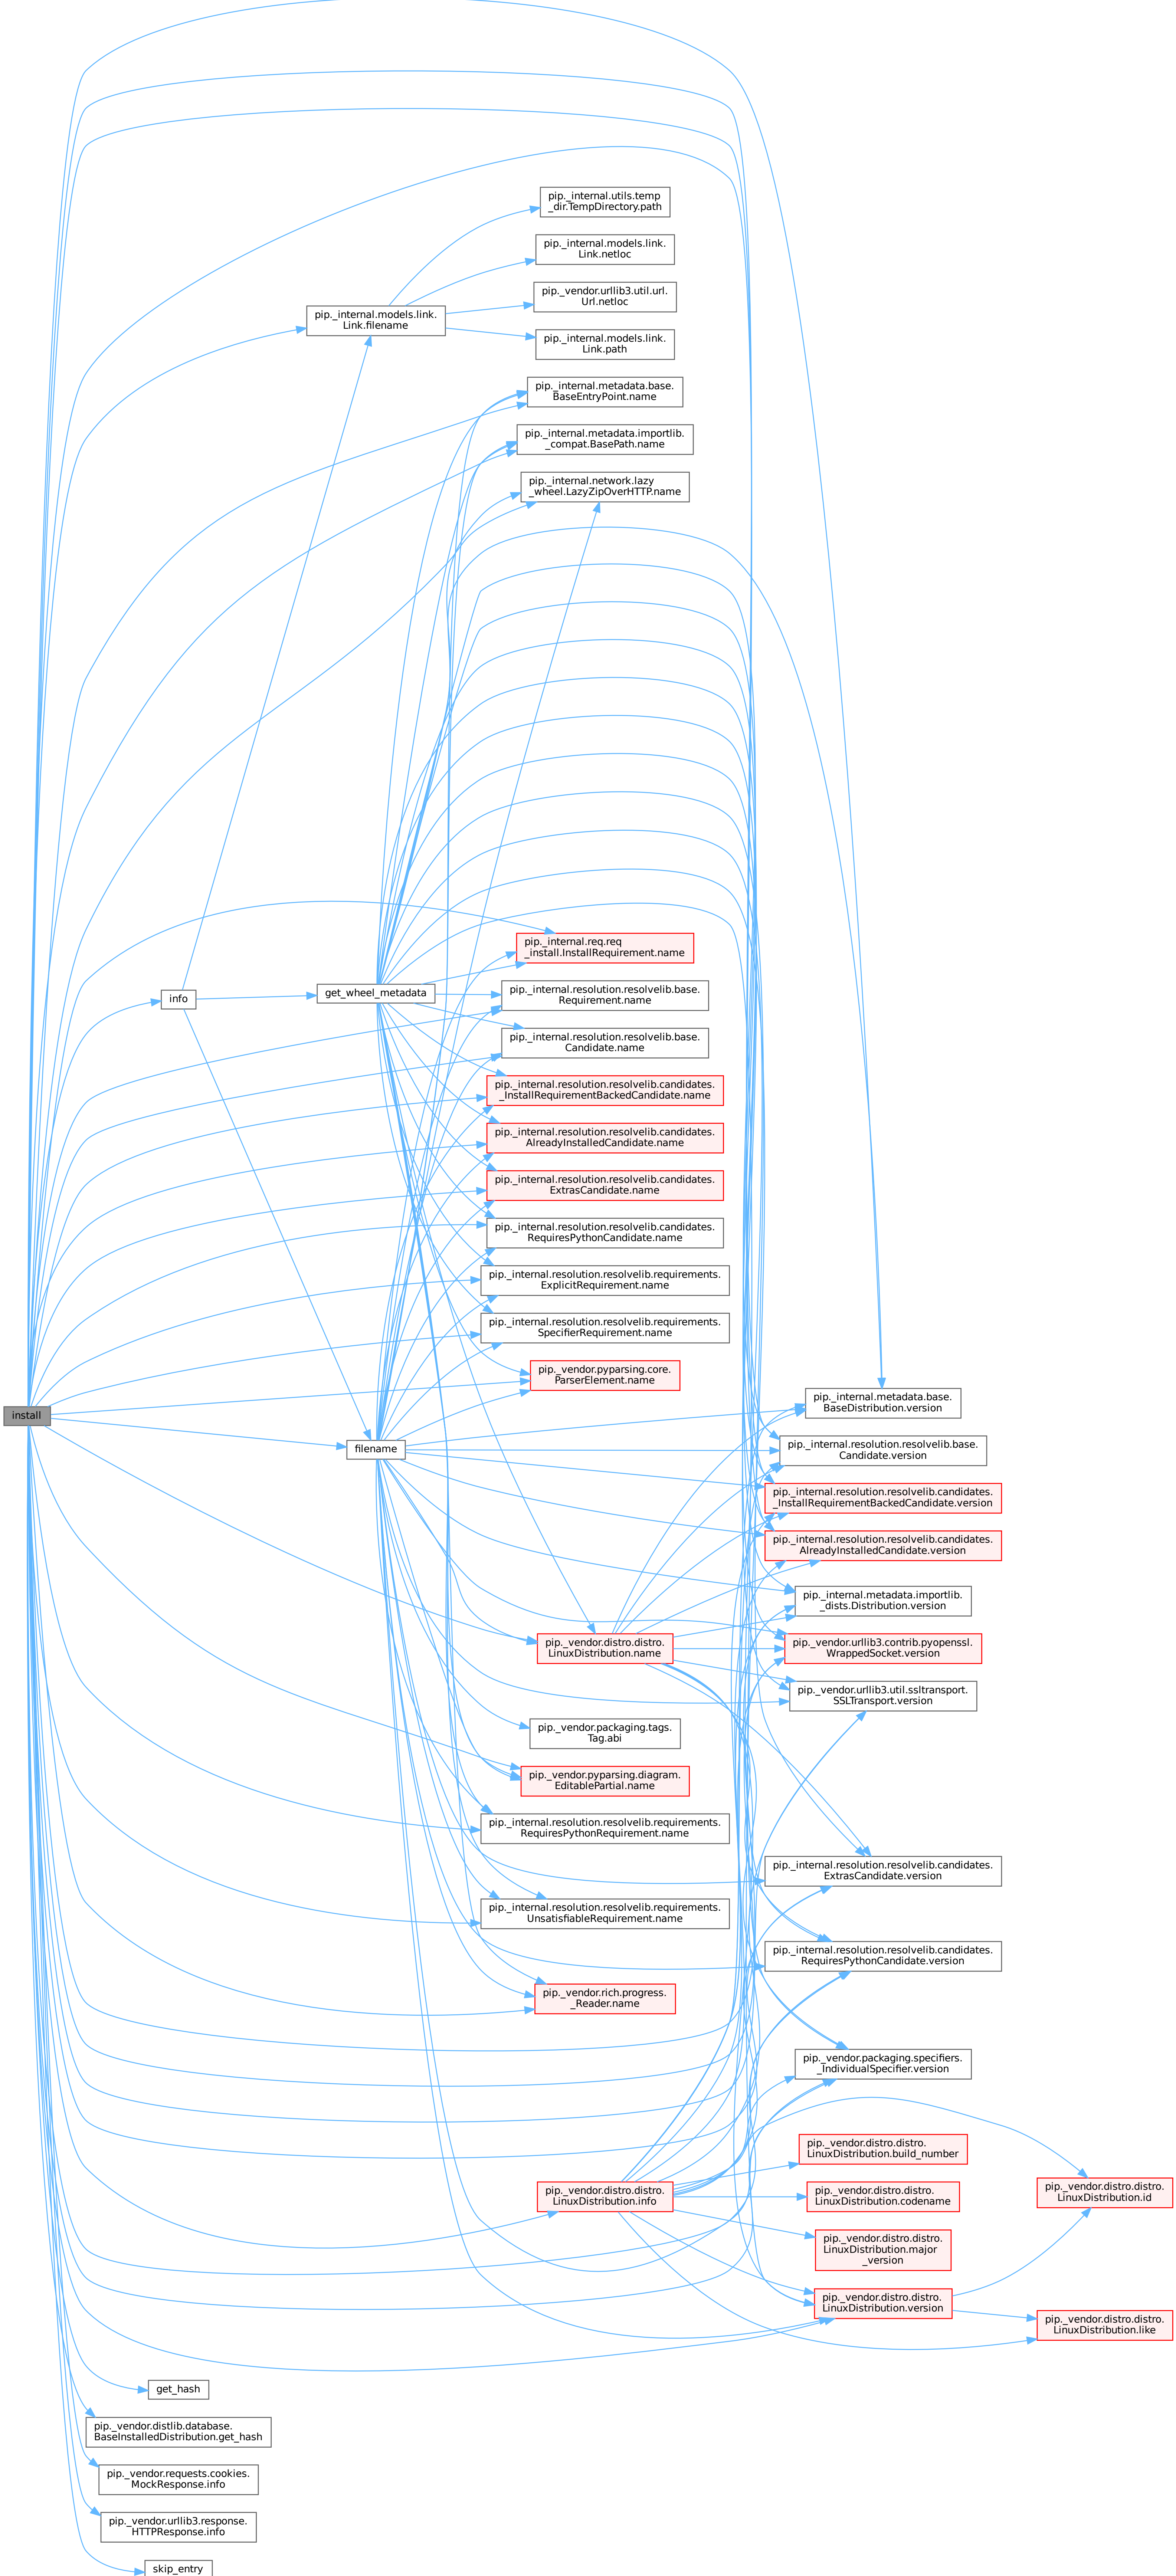 pip._internal.utils.temp
_dir.TempDirectory.path
pip._internal.models.link.
Link.netloc
pip._vendor.urllib3.util.url.
Url.netloc
pip._internal.models.link.
Link.filename
pip._internal.models.link.
Link.path
pip._internal.metadata.base.
BaseEntryPoint.name
pip._internal.metadata.importlib.
_compat.BasePath.name
pip._internal.network.lazy
_wheel.LazyZipOverHTTP.name
pip._internal.req.req
_install.InstallRequirement.name
info
get_wheel_metadata
pip._internal.resolution.resolvelib.base.
Requirement.name
pip._internal.resolution.resolvelib.base.
Candidate.name
pip._internal.resolution.resolvelib.candidates.
_InstallRequirementBackedCandidate.name
pip._internal.resolution.resolvelib.candidates.
AlreadyInstalledCandidate.name
pip._internal.resolution.resolvelib.candidates.
ExtrasCandidate.name
pip._internal.resolution.resolvelib.candidates.
RequiresPythonCandidate.name
pip._internal.resolution.resolvelib.requirements.
ExplicitRequirement.name
pip._internal.resolution.resolvelib.requirements.
SpecifierRequirement.name
pip._vendor.pyparsing.core.
ParserElement.name
install
pip._internal.metadata.base.
BaseDistribution.version
filename
pip._internal.resolution.resolvelib.base.
Candidate.version
pip._internal.resolution.resolvelib.candidates.
_InstallRequirementBackedCandidate.version
pip._internal.resolution.resolvelib.candidates.
AlreadyInstalledCandidate.version
pip._internal.metadata.importlib.
_dists.Distribution.version
pip._vendor.distro.distro.
LinuxDistribution.name
pip._vendor.urllib3.contrib.pyopenssl.
WrappedSocket.version
pip._vendor.urllib3.util.ssltransport.
SSLTransport.version
pip._vendor.packaging.tags.
Tag.abi
pip._vendor.pyparsing.diagram.
EditablePartial.name
pip._internal.resolution.resolvelib.requirements.
RequiresPythonRequirement.name
pip._internal.resolution.resolvelib.candidates.
ExtrasCandidate.version
pip._internal.resolution.resolvelib.requirements.
UnsatisfiableRequirement.name
pip._internal.resolution.resolvelib.candidates.
RequiresPythonCandidate.version
pip._vendor.rich.progress.
_Reader.name
pip._vendor.packaging.specifiers.
_IndividualSpecifier.version
pip._vendor.distro.distro.
LinuxDistribution.build_number
pip._vendor.distro.distro.
LinuxDistribution.info
pip._vendor.distro.distro.
LinuxDistribution.codename
pip._vendor.distro.distro.
LinuxDistribution.id
pip._vendor.distro.distro.
LinuxDistribution.major
_version
pip._vendor.distro.distro.
LinuxDistribution.version
pip._vendor.distro.distro.
LinuxDistribution.like
get_hash
pip._vendor.distlib.database.
BaseInstalledDistribution.get_hash
pip._vendor.requests.cookies.
MockResponse.info
pip._vendor.urllib3.response.
HTTPResponse.info
skip_entry